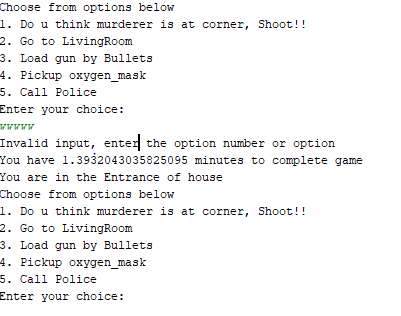 Choose from options below
1. Do u think murderer is at corner, Shoot!!
2. Go to LivingRoom
3. Load gun by Bullets
4. Pickup oxygen_mask
5. Call Police
Enter your choice:
wwwww
Invalid input, enter the option number or option
You have 1.3932043035825095 minutes to complete game
You are in the Entrance of house
Choose from options below
1. Do u think murderer is at corner, Shoot!!
2. Go to LivingRoom
3. Load gun by Bullets
4. Pickup oxygen_mask
5. Call Police
Enter your choice: